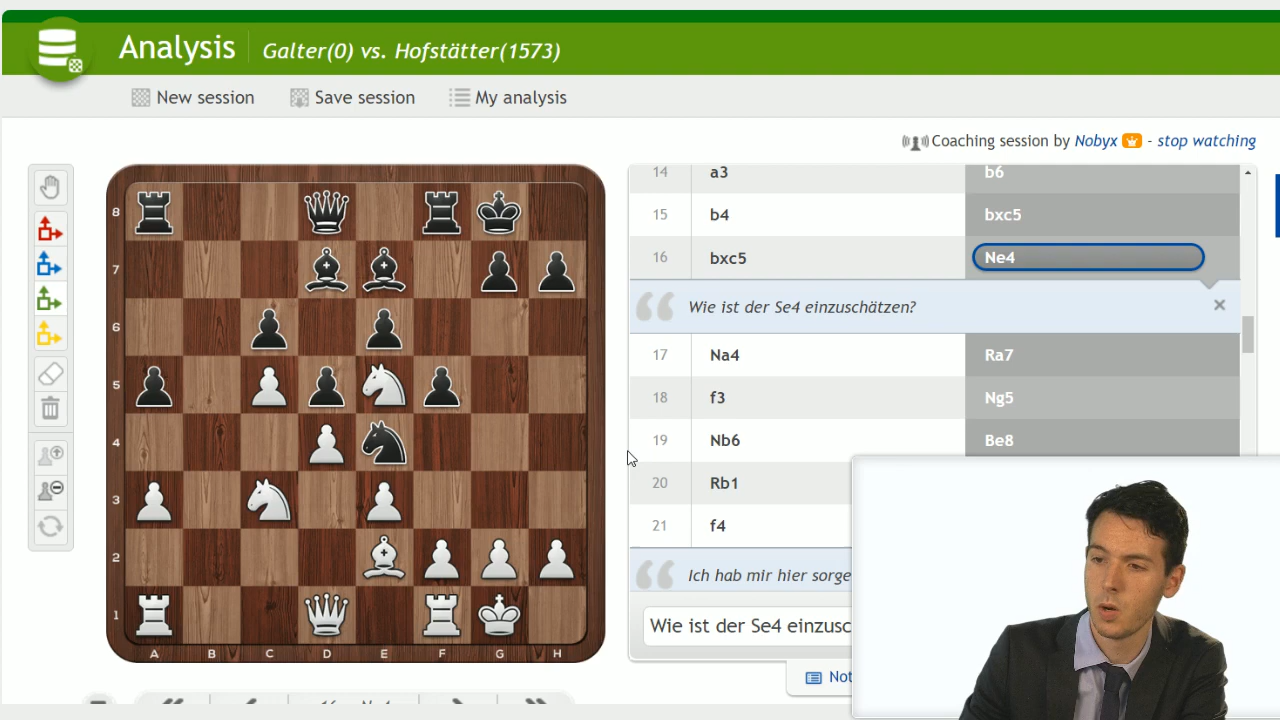 Analysis
Galter(0) vs. Hofstätter(1573)
New session
Save session
My analysis
Coaching session by Nobyx - stop watching
14 a3 b6
15 b4 bxc5
16 bxc5 Ne4
Wie ist der Se4 einzuschätzen?
17 Na4 Ra7
18 f3 Ng5
19 Nb6 Be8
20 Rb1
21 f4
Ich hab mir hier sorge
Wie ist der Se4 einzusc
Not
8
7
6
5
4
3
2
1
A B C D E F G H